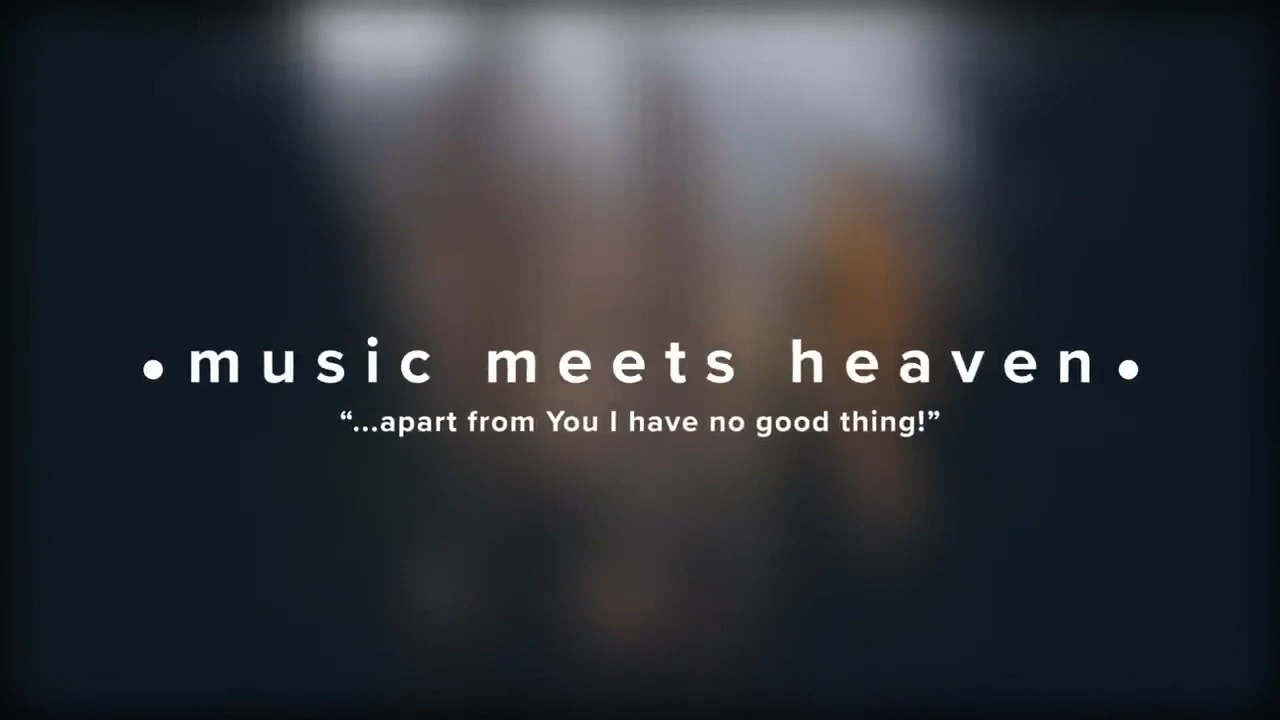 • music meets heaven •
“...apart from You I have no good thing!”